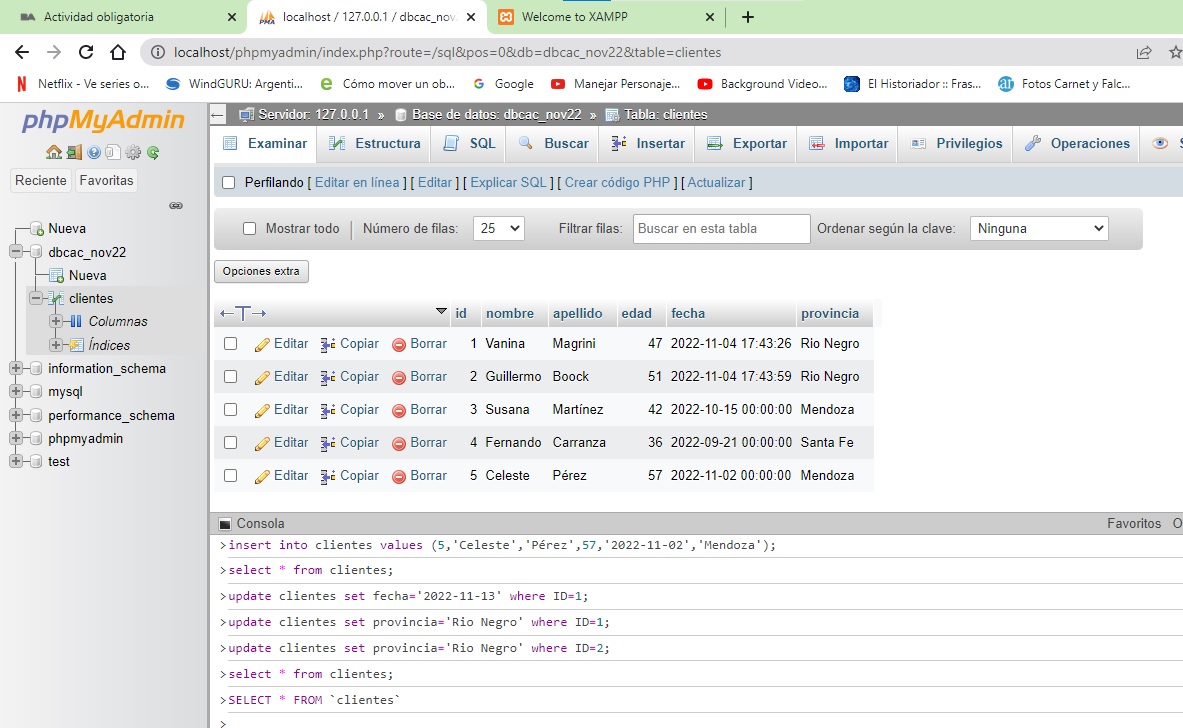 Actividad obligatoria
localhost / 127.0.0.1 / dbcac_nov
Welcome to XAMPP
localhost/phpmyadmin/index.php?route=/sql&pos=0&db=dbcac_nov22&table=clientes
Netflix - Ve series o... WindGURU: Argenti... Cómo mover un ob... Google Manejar Personaje... Background Video... El Historiador :: Fras... Fotos Carnet y Falc...
phpMyAdmin
Reciente Favoritas
Nueva
dbcac_nov22
Nueva
clientes
Columnas
Índices
information_schema
mysql
performance_schema
phpmyadmin
test
Servidor: 127.0.0.1 » Base de datos: dbcac_nov22 » Tabla: clientes
Examinar Estructura SQL Buscar Insertar Exportar Importar Privilegios Operaciones S
Perfilando [ Editar en línea ] [ Editar ] [ Explicar SQL ] [ Crear código PHP ] [ Actualizar ]
Mostrar todo Número de filas: 25 Filtrar filas: Buscar en esta tabla Ordenar según la clave: Ninguna
Opciones extra
←T→ id nombre apellido edad fecha provincia
Editar Copiar Borrar 1 Vanina Magrini 47 2022-11-04 17:43:26 Rio Negro
Editar Copiar Borrar 2 Guillermo Boock 51 2022-11-04 17:43:59 Rio Negro
Editar Copiar Borrar 3 Susana Martínez 42 2022-10-15 00:00:00 Mendoza
Editar Copiar Borrar 4 Fernando Carranza 36 2022-09-21 00:00:00 Santa Fe
Editar Copiar Borrar 5 Celeste Pérez 57 2022-11-02 00:00:00 Mendoza
Consola Favoritos O
>insert into clientes values (5,'Celeste','Pérez',57,'2022-11-02','Mendoza');
>select * from clientes;
>update clientes set fecha='2022-11-13' where ID=1;
>update clientes set provincia='Rio Negro' where ID=1;
>update clientes set provincia='Rio Negro' where ID=2;
>select * from clientes;
>SELECT * FROM `clientes`
>